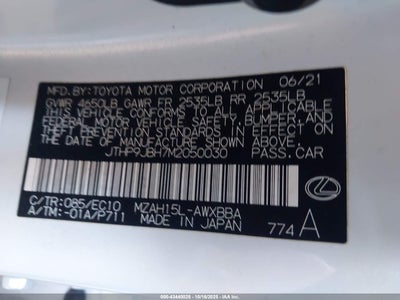 MFD. BY: TOYOTA MOTOR CORPORATION 06/21
GVWR 4650LB GAWR FR 2535LB RR 2535LB
THIS VEHICLE CONFORMS TO ALL APPLICABLE
FEDERAL MOTOR VEHICLE SAFETY, BUMPER, AND
THEFT PREVENTION STANDARDS IN EFFECT ON
THE DATE OF MANUFACTURE SHOWN ABOVE.
JTHP9JBH7M2050030 PASS.CAR
C/TR:085/EC10 MZAH15L-AWXBBA
A/TM:-01A/P711 MADE IN JAPAN 774 A
LEXUS